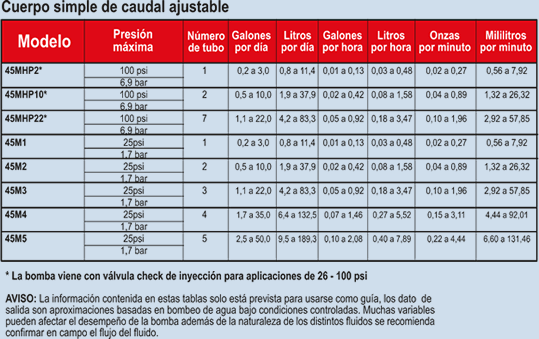 Cuerpo simple de caudal ajustable
Modelo Presión máxima Número de tubo Galones por día Litros por día Galones por hora Litros por hora Onzas por minuto Mililitros por minuto
45MHP2* 100 psi 1 0,2 a 3,0 0,8 a 11,4 0,01 a 0,13 0,03 a 0,48 0,02 a 0,27 0,56 a 7,92
6,9 bar
45MHP10* 100 psi 2 0,5 a 10,0 1,9 a 37,9 0,02 a 0,42 0,08 a 1,58 0,04 a 0,89 1,32 a 26,32
6,9 bar
45MHP22* 100 psi 7 1,1 a 22,0 4,2 a 83,3 0,05 a 0,92 0,18 a 3,47 0,10 a 1,96 2,92 a 57,85
6,9 bar
45M1 25psi 1 0,2 a 3,0 0,8 a 11,4 0,01 a 0,13 0,03 a 0,48 0,02 a 0,27 0,56 a 7,92
1,7 bar
45M2 25psi 2 0,5 a 10,0 1,9 a 37,9 0,02 a 0,42 0,08 a 1,58 0,04 a 0,89 1,32 a 26,32
1,7 bar
45M3 25psi 3 1,1 a 22,0 4,2 a 83,3 0,05 a 0,92 0,18 a 3,47 0,10 a 1,96 2,92 a 57,85
1,7 bar
45M4 25psi 4 1,7 a 35,0 6,4 a 132,5 0,07 a 1,46 0,27 a 5,52 0,15 a 3,11 4,44 a 92,01
1,7 bar
45M5 25psi 5 2,5 a 50,0 9,5 a 189,3 0,10 a 2,08 0,40 a 7,89 0,22 a 4,44 6,60 a 131,46
1,7 bar
* La bomba viene con válvula check de inyección para aplicaciones de 26 - 100 psi
AVISO: La información contenida en estas tablas solo está prevista para usarse como guía, los dato de
salida son aproximaciones basadas en bombeo de agua bajo condiciones controladas. Muchas variables
pueden afectar el desempeño de la bomba además de la naturaleza de los distintos fluidos se recomienda
confirmar en campo el flujo del fluido.